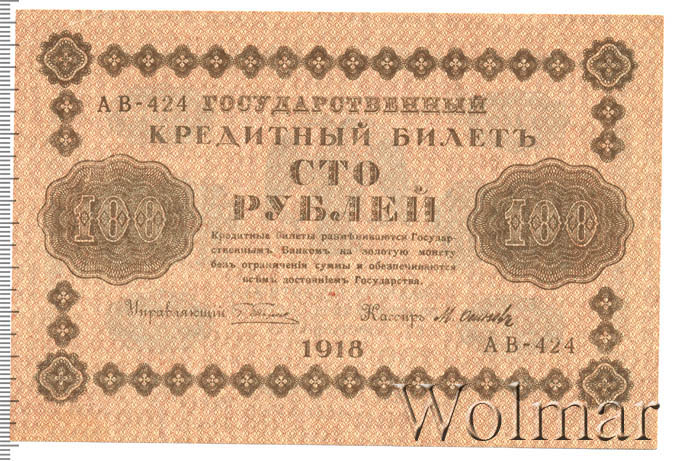 АВ-424 ГОСУДАРСТВЕННЫЙ
КРЕДИТНЫЙ БИЛЕТЪ
СТО
РУБЛЕЙ
100
100
Кредитные билеты размѣниваются Государ-
ственнымъ Банкомъ на золотую монету
безъ ограниченія суммы и обезпечиваются
всѣмъ достояніемъ Государства.
Управляющий
Кассиръ
1918
АВ-424
Wolmar